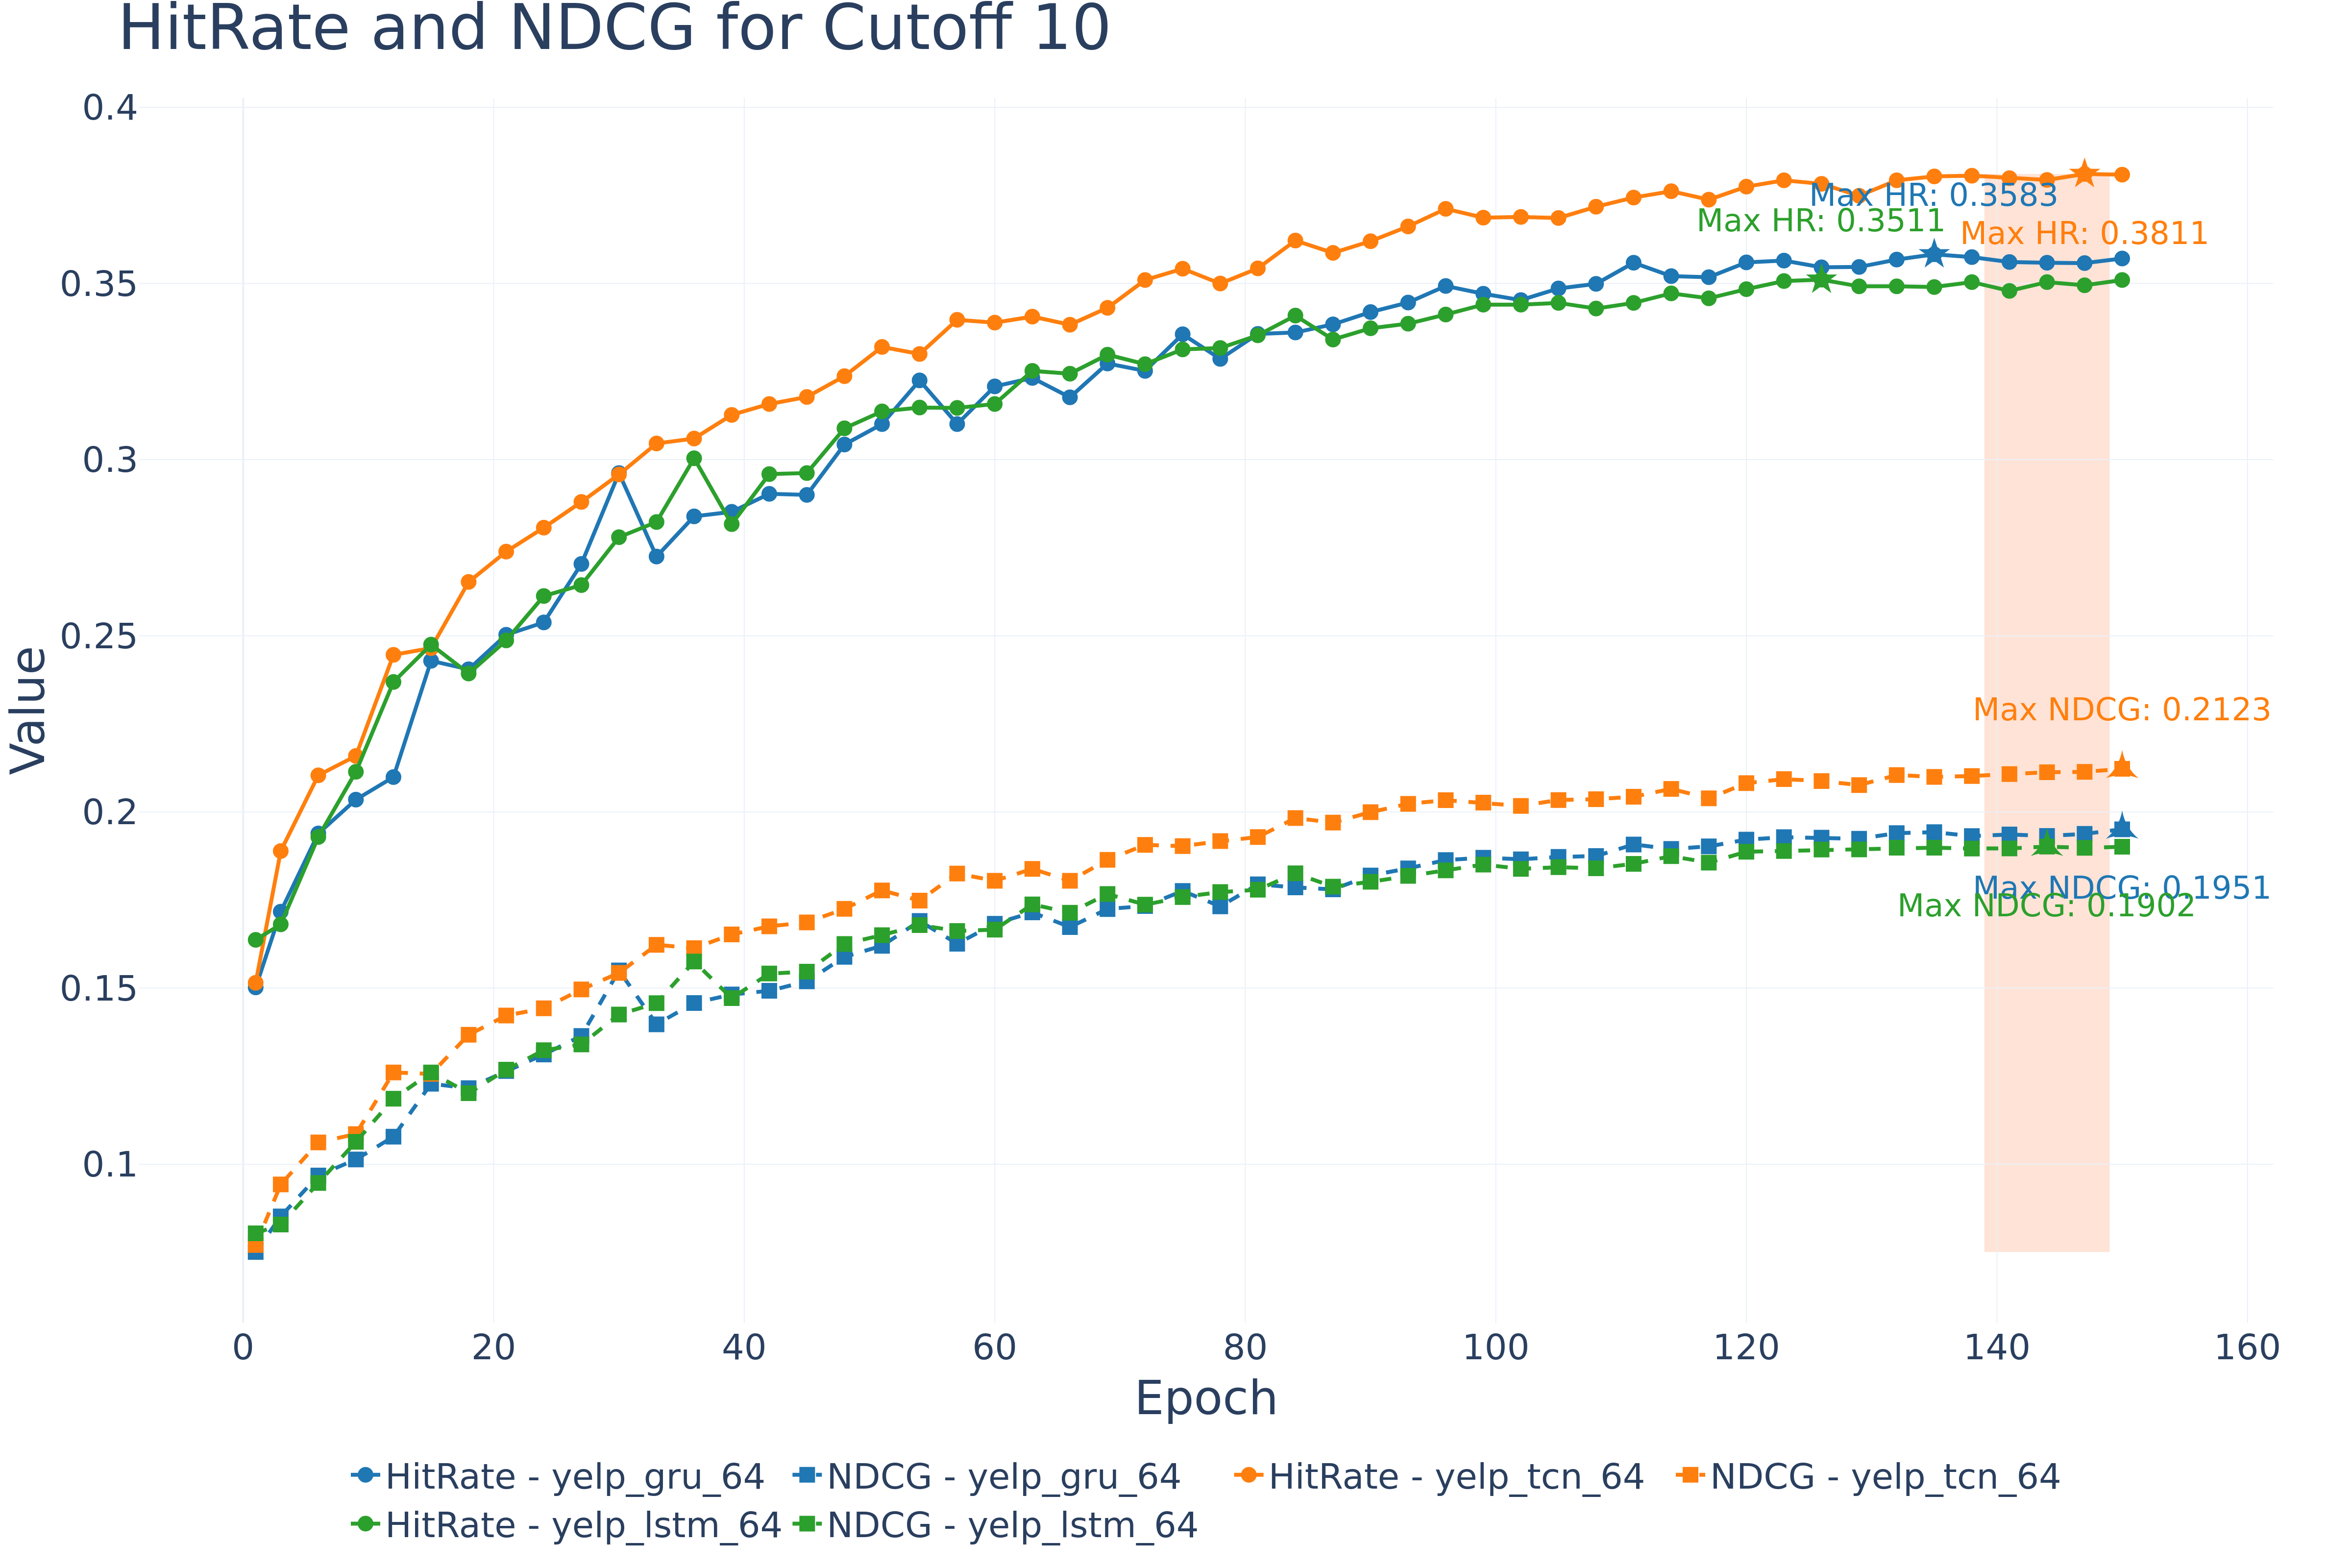 HitRate and NDCG for Cutoff 10
0.4
0.35
0.3
0.25
0.2
0.15
0.1
Value
Max HR: 0.3583
Max HR: 0.3511
Max HR: 0.3811
Max NDCG: 0.2123
Max NDCG: 0.1951
Max NDCG: 0.1902
0 20 40 60 80 100 120 140 160
Epoch
HitRate - yelp_gru_64 NDCG - yelp_gru_64 HitRate - yelp_tcn_64 NDCG - yelp_tcn_64
HitRate - yelp_lstm_64 NDCG - yelp_lstm_64